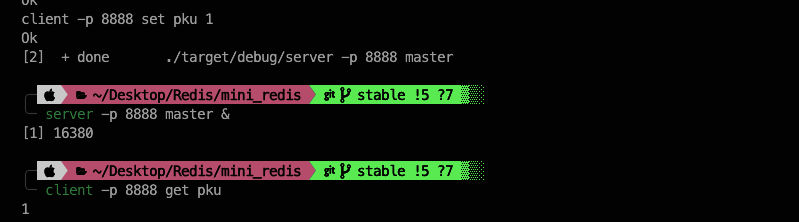 Ok
client -p 8888 set pku 1
Ok
[2]  + done       ./target/debug/server -p 8888 master
~/Desktop/Redis/mini_redis git stable !5 ?7
server -p 8888 master &
[1] 16380
~/Desktop/Redis/mini_redis git stable !5 ?7
client -p 8888 get pku
1